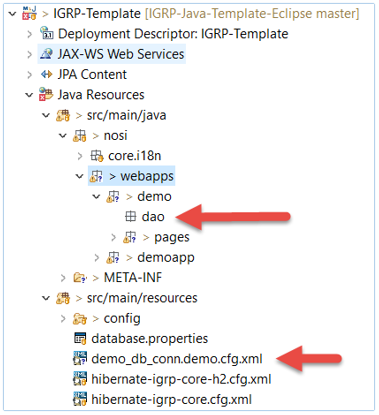 > IGRP-Template [IGRP-Java-Template-Eclipse master]
> Deployment Descriptor: IGRP-Template
> JAX-WS Web Services
> JPA Content
> Java Resources
> src/main/java
> nosi
> core.i18n
> webapps
> demo
dao
> pages
> demoapp
> META-INF
> src/main/resources
> config
database.properties
demo_db_conn.demo.cfg.xml
hibernate-igrp-core-h2.cfg.xml
hibernate-igrp-core.cfg.xml